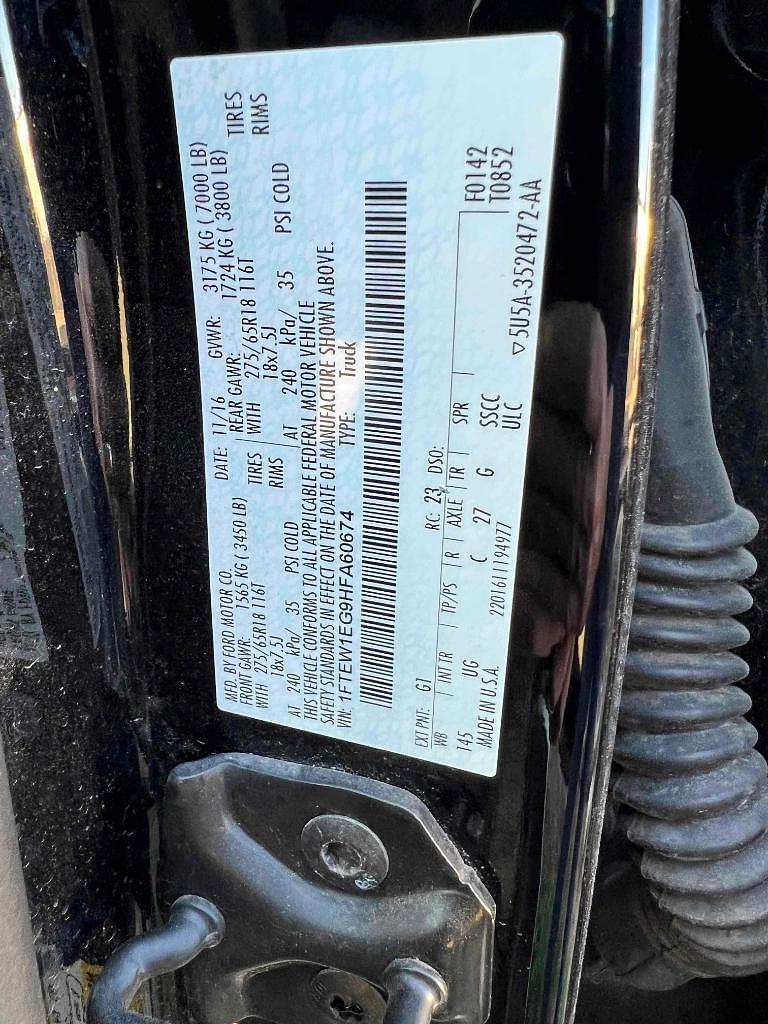 MFD. BY FORD MOTOR CO. DATE: 11/16 GVWR: 3175 KG ( 7000 LB)
FRONT GAWR: 1565 KG ( 3450 LB) REAR GAWR: 1724 KG ( 3800 LB)
WITH 275/65R18 116T TIRES WITH 275/65R18 116T TIRES
18x7.5J RIMS 18x7.5J RIMS
AT 240 kPa/ 35 PSI COLD AT 240 kPa/ 35 PSI COLD
THIS VEHICLE CONFORMS TO ALL APPLICABLE FEDERAL MOTOR VEHICLE
SAFETY STANDARDS IN EFFECT ON THE DATE OF MANUFACTURE SHOWN ABOVE.
VIN: 1FTEW1EG9HFA60674 TYPE: Truck
EXT PNT: G1 RC: 23 DSO: F0142
WB INT TR TP/PS R AXLE TR SPR T0852
145 UG C 27 G SSCC
ULC
MADE IN U.S.A. 2201611194977 ▽5U5A-3520472-AA